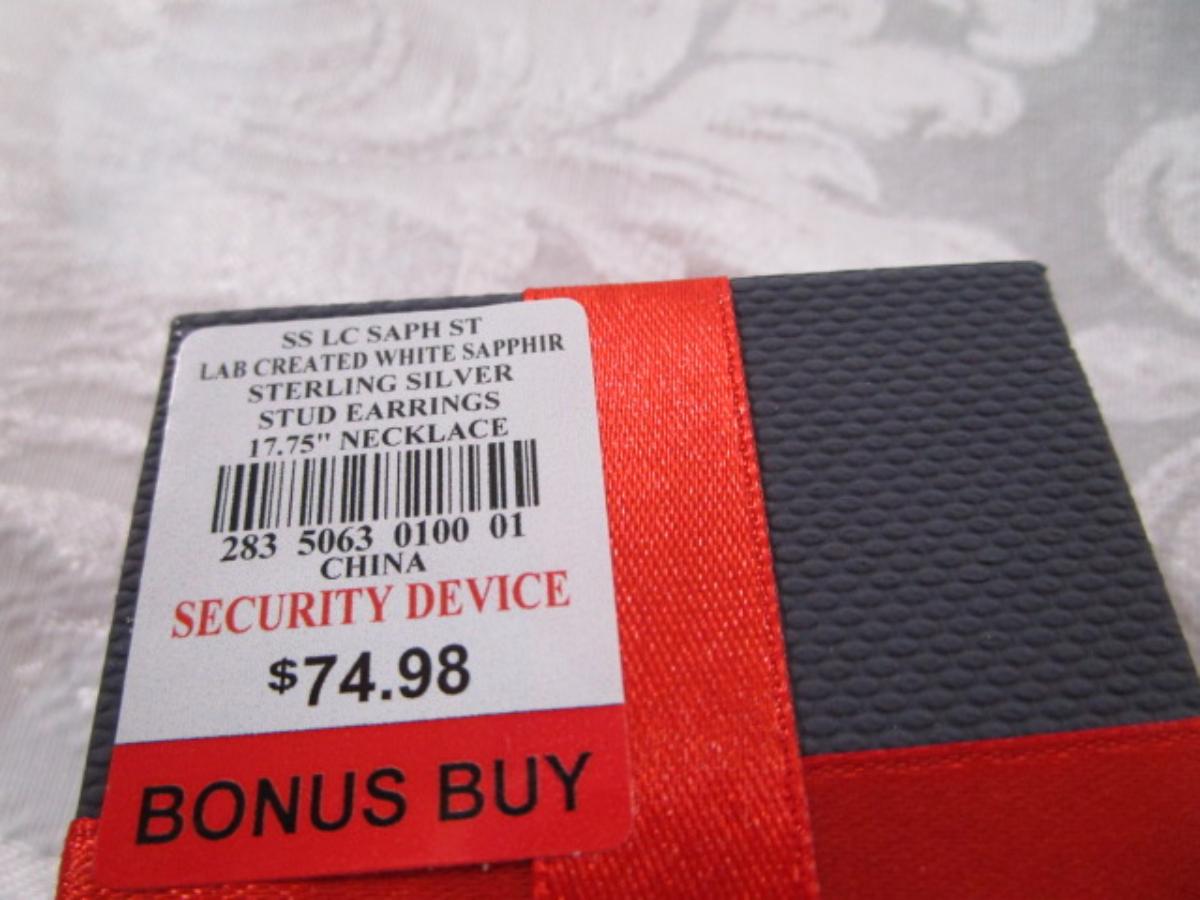 SS LC SAPH ST
LAB CREATED WHITE SAPPHIR
STERLING SILVER
STUD EARRINGS
17.75" NECKLACE
283 5063 0100 01
CHINA
SECURITY DEVICE
$74.98
BONUS BUY